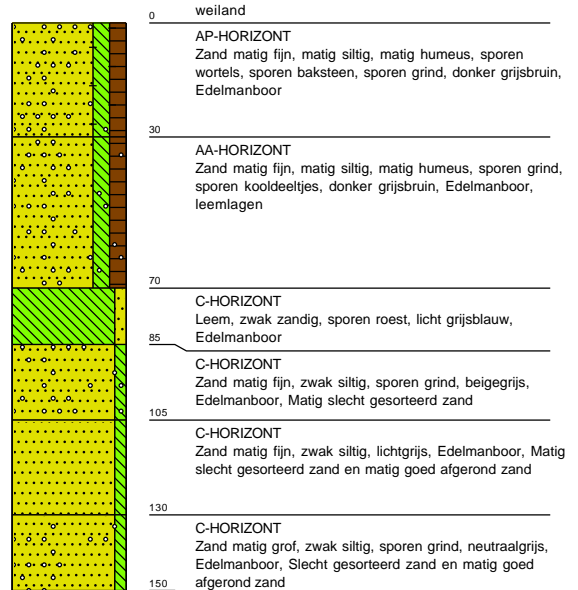 0
weiland
AP-HORIZONT
Zand matig fijn, matig siltig, matig humeus, sporen
wortels, sporen baksteen, sporen grind, donker grijsbruin,
Edelmanboor
30
AA-HORIZONT
Zand matig fijn, matig siltig, matig humeus, sporen grind,
sporen kooldeeltjes, donker grijsbruin, Edelmanboor,
leemlagen
70
C-HORIZONT
Leem, zwak zandig, sporen roest, licht grijsblauw,
Edelmanboor
85
C-HORIZONT
Zand matig fijn, zwak siltig, sporen grind, beigegrijs,
Edelmanboor, Matig slecht gesorteerd zand
105
C-HORIZONT
Zand matig fijn, zwak siltig, lichtgrijs, Edelmanboor, Matig
slecht gesorteerd zand en matig goed afgerond zand
130
C-HORIZONT
Zand matig grof, zwak siltig, sporen grind, neutraalgrijs,
Edelmanboor, Slecht gesorteerd zand en matig goed
afgerond zand
150